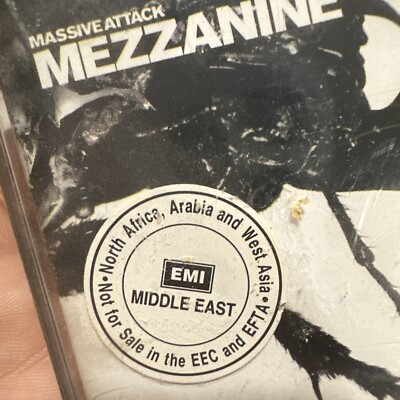 MASSIVE ATTACK
MEZZANINE
•North Africa, Arabia and West Asia•
EMI
MIDDLE EAST
Not for Sale in the EEC and EFTA